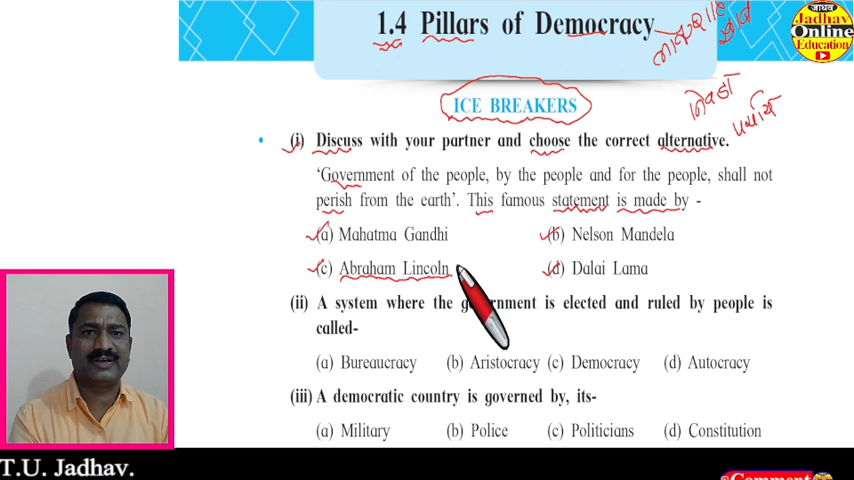 1.4 Pillars of Democracy
जाधव
Jadhav
Online
Education
ICE BREAKERS
पर्याय
(i) Discuss with your partner and choose the correct alternative.
‘Government of the people, by the people and for the people, shall not
perish from the earth’. This famous statement is made by -
(a) Mahatma Gandhi (b) Nelson Mandela
(c) Abraham Lincoln (d) Dalai Lama
(ii) A system where the government is elected and ruled by people is
called-
(a) Bureaucracy (b) Aristocracy (c) Democracy (d) Autocracy
(iii) A democratic country is governed by, its-
(a) Military (b) Police (c) Politicians (d) Constitution
T.U. Jadhav.
Comment